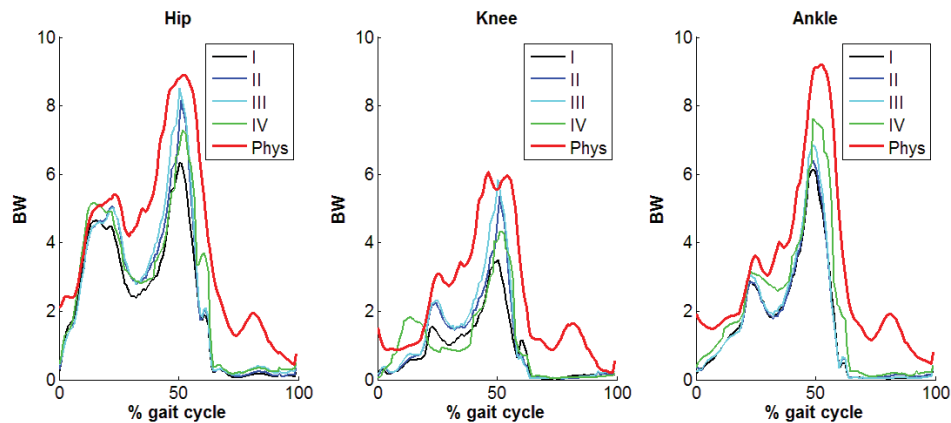 Hip
10
8
6
4
2
0
BW
I
II
III
IV
Phys
0 50 100
% gait cycle
Knee
10
8
6
4
2
0
BW
I
II
III
IV
Phys
0 50 100
% gait cycle
Ankle
10
8
6
4
2
0
BW
I
II
III
IV
Phys
0 50 100
% gait cycle